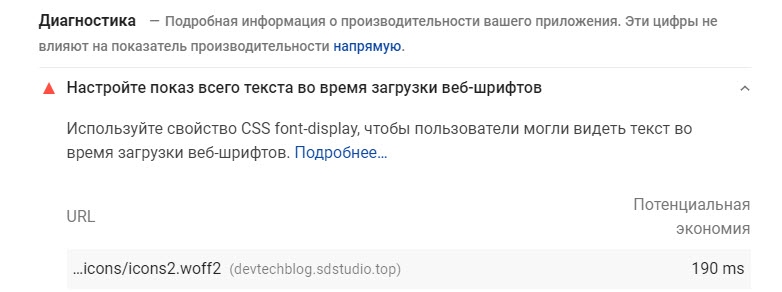 Диагностика — Подробная информация о производительности вашего приложения. Эти цифры не
влияют на показатель производительности напрямую.
Настройте показ всего текста во время загрузки веб-шрифтов
Используйте свойство CSS font-display, чтобы пользователи могли видеть текст во
время загрузки веб-шрифтов. Подробнее…
URL
Потенциальная
экономия
…icons/icons2.woff2 (devtechblog.sdstudio.top) 190 ms